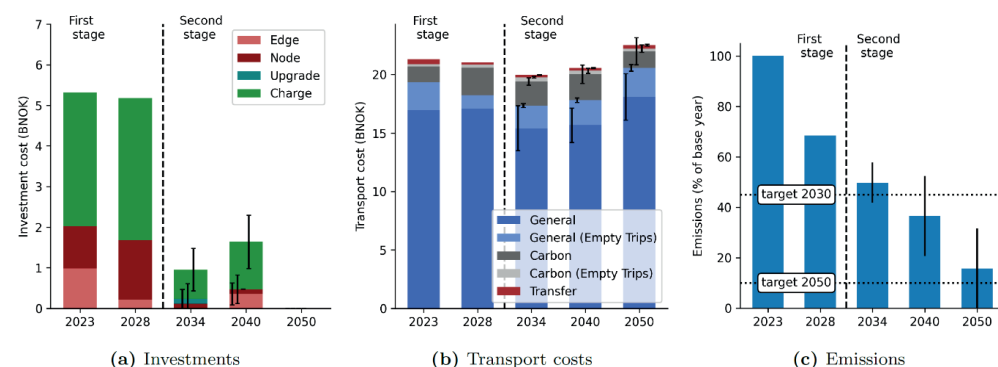 First
stage
Second
stage
7
6
5
4
3
2
1
0
Investment cost (BNOK)
Edge
Node
Upgrade
Charge
2023 2028 2034 2040 2050
(a) Investments
First
stage
Second
stage
20
15
10
5
0
Transport cost (BNOK)
General
General (Empty Trips)
Carbon
Carbon (Empty Trips)
Transfer
2023 2028 2034 2040 2050
(b) Transport costs
First
stage
Second
stage
100
80
60
40
20
0
Emissions (% of base year)
target 2030
target 2050
2023 2028 2034 2040 2050
(c) Emissions